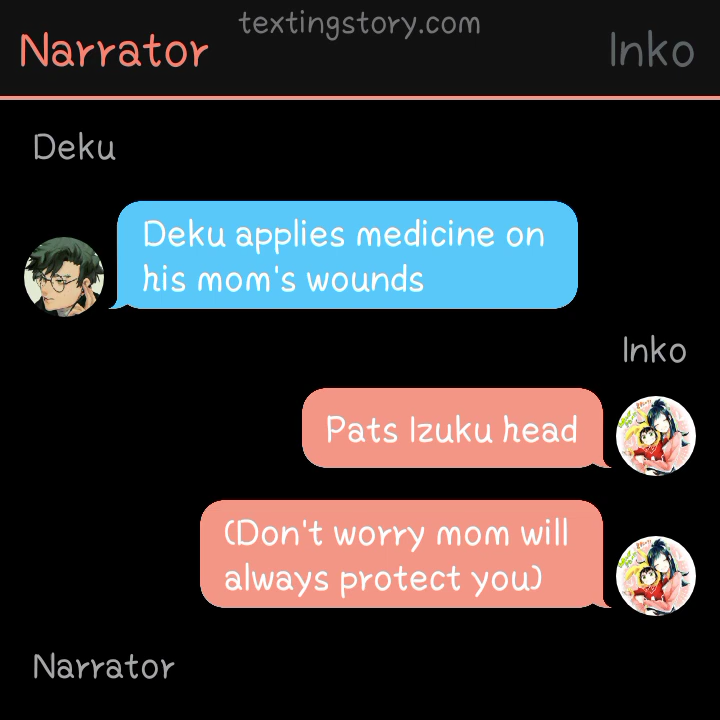 textingstory.com
Narrator
Inko
Deku
Deku applies medicine on
his mom's wounds
Inko
Pats Izuku head
(Don't worry mom will
always protect you)
Narrator